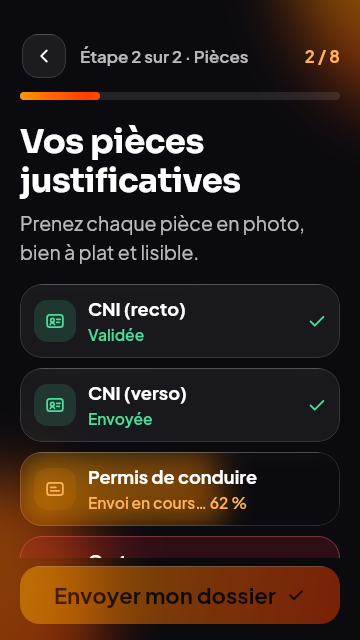 Étape 2 sur 2 · Pièces
2 / 8
Vos pièces
justificatives
Prenez chaque pièce en photo,
bien à plat et lisible.
CNI (recto)
Validée
CNI (verso)
Envoyée
Permis de conduire
Envoi en cours… 62 %
Envoyer mon dossier